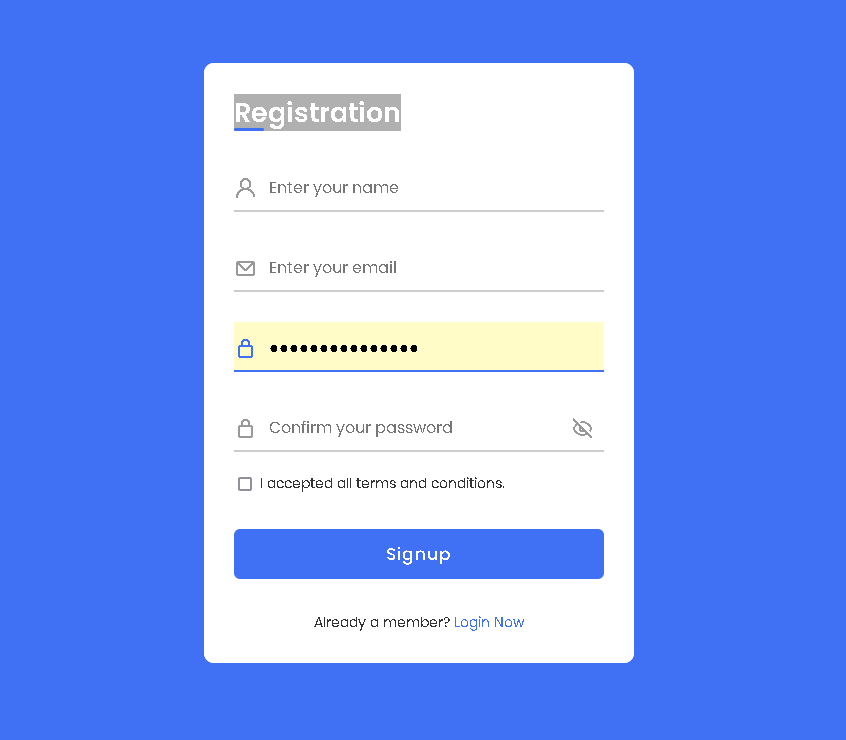 Registration
Enter your name
Enter your email
•••••••••••••••
Confirm your password
I accepted all terms and conditions.
Signup
Already a member? Login Now